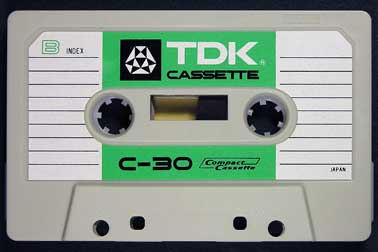 B INDEX
TDK®
CASSETTE
C-30
Compact
Cassette
JAPAN